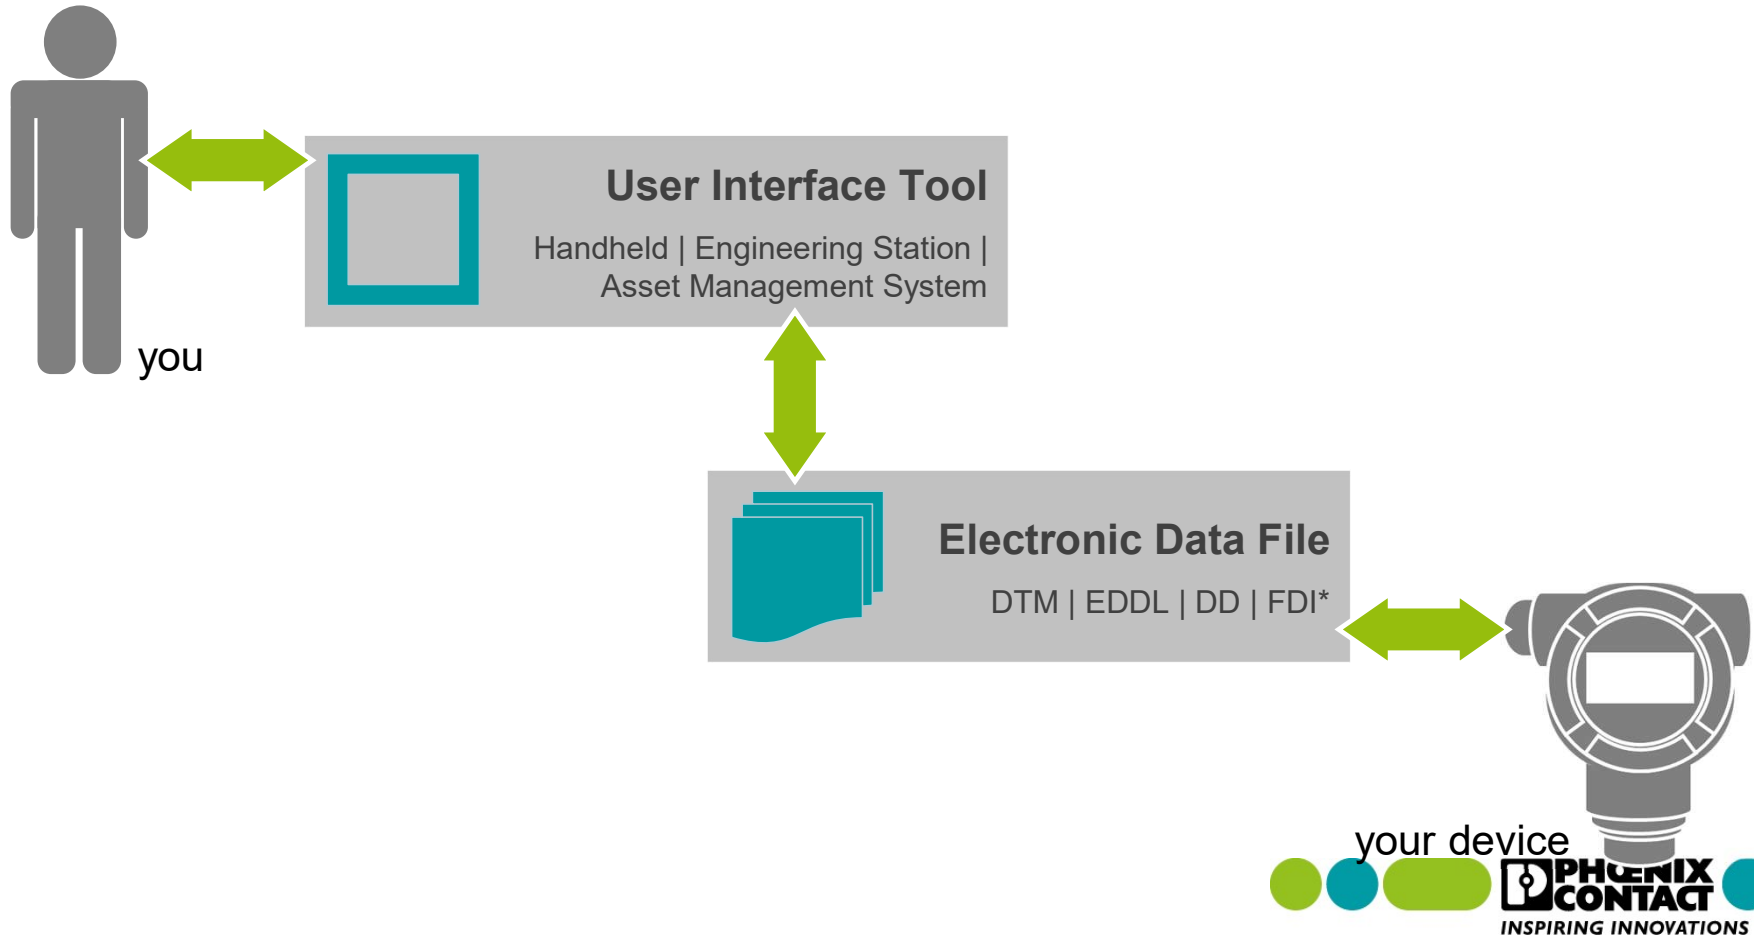 User Interface Tool
Handheld | Engineering Station |
Asset Management System
you
Electronic Data File
DTM | EDDL | DD | FDI*
your device
PHŒNIX
CONTACT
INSPIRING INNOVATIONS